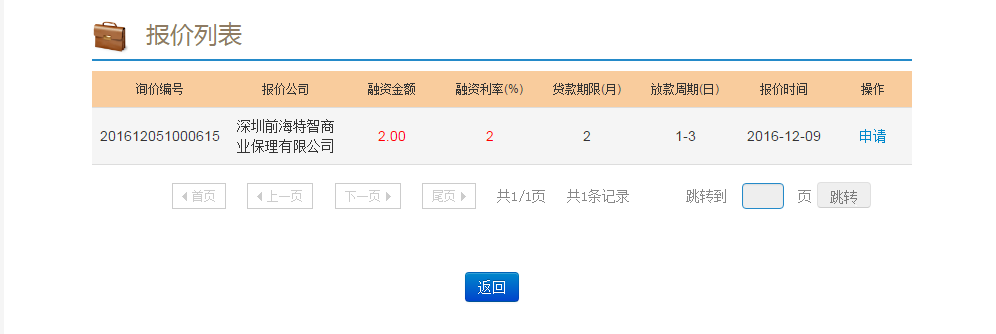 报价列表
询价编号 报价公司 融资金额 融资利率(%) 贷款期限(月) 放款周期(日) 报价时间 操作
201612051000615 深圳前海特智商业保理有限公司 2.00 2 2 1-3 2016-12-09 申请
首页 上一页 下一页 尾页 共1/1页 共1条记录 跳转到 页 跳转
返回